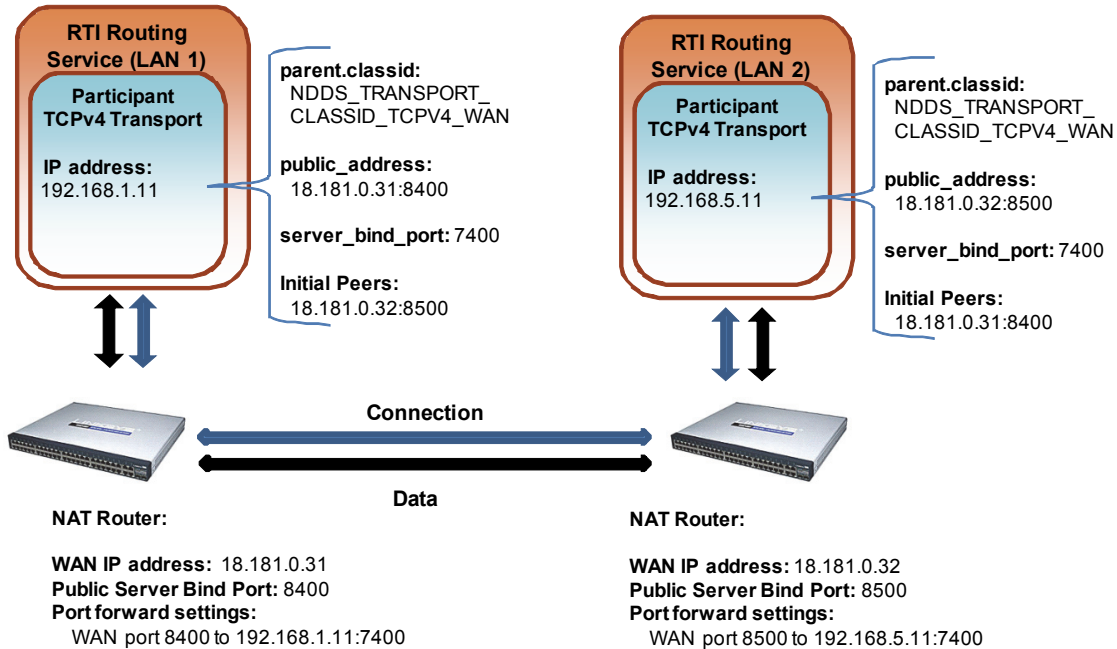 RTI Routing
Service (LAN 1)
Participant
TCPv4 Transport
IP address:
192.168.1.11
parent.classid:
NDDS_TRANSPORT_
CLASSID_TCPV4_WAN
public_address:
18.181.0.31:8400
server_bind_port: 7400
Initial Peers:
18.181.0.32:8500
RTI Routing
Service (LAN 2)
Participant
TCPv4 Transport
IP address:
192.168.5.11
parent.classid:
NDDS_TRANSPORT_
CLASSID_TCPV4_WAN
public_address:
18.181.0.32:8500
server_bind_port: 7400
Initial Peers:
18.181.0.31:8400
Connection
Data
NAT Router:
WAN IP address: 18.181.0.31
Public Server Bind Port: 8400
Port forward settings:
WAN port 8400 to 192.168.1.11:7400
NAT Router:
WAN IP address: 18.181.0.32
Public Server Bind Port: 8500
Port forward settings:
WAN port 8500 to 192.168.5.11:7400